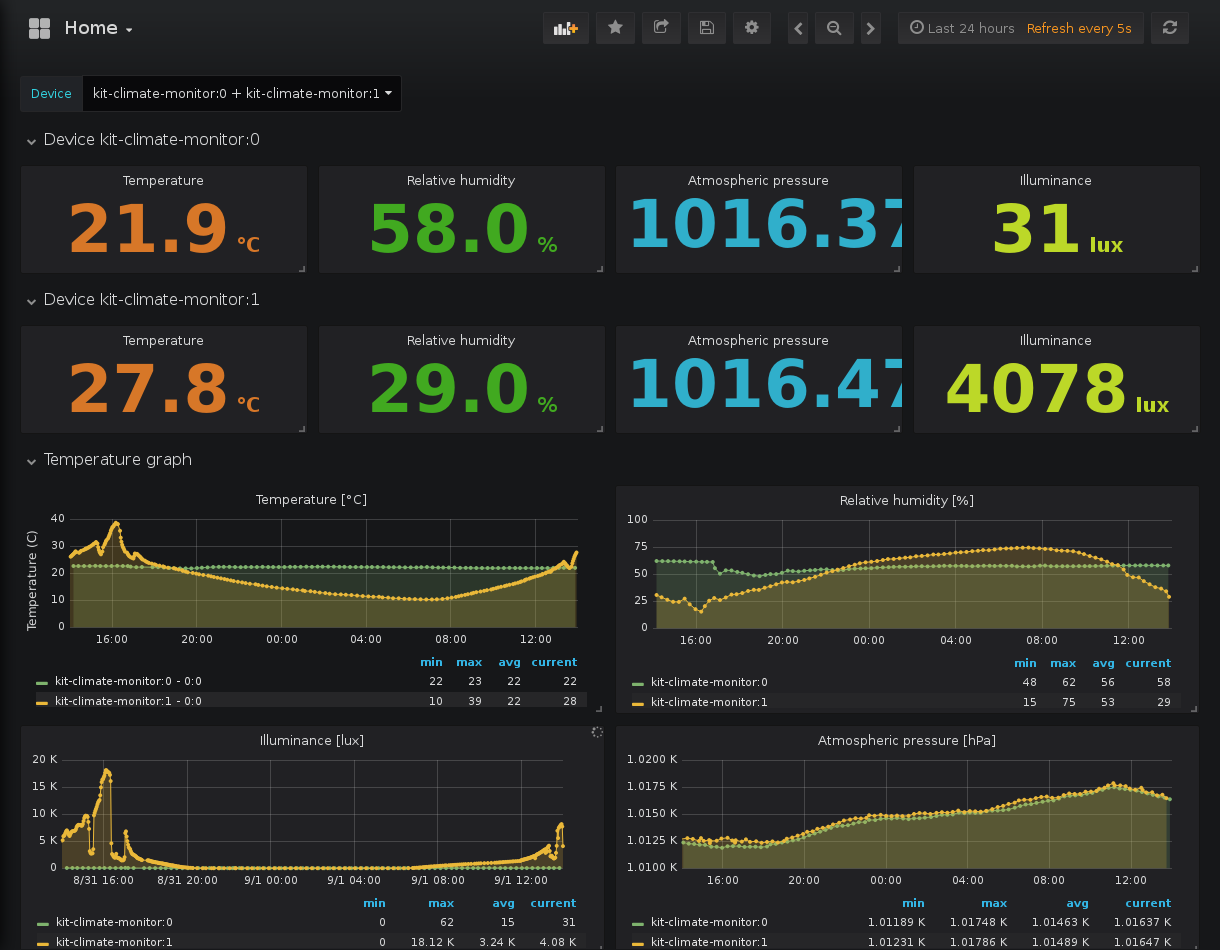 Home
Last 24 hours Refresh every 5s
Device kit-climate-monitor:0 + kit-climate-monitor:1
Device kit-climate-monitor:0
Temperature Relative humidity Atmospheric pressure Illuminance
21.9 °C 58.0 % 1016.37 31 lux
Device kit-climate-monitor:1
Temperature Relative humidity Atmospheric pressure Illuminance
27.8 °C 29.0 % 1016.47 4078 lux
Temperature graph
Temperature [°C]
Temperature (C)
40
30
20
10
0
16:00 20:00 00:00 04:00 08:00 12:00
min max avg current
kit-climate-monitor:0 - 0:0 22 23 22 22
kit-climate-monitor:1 - 0:0 10 39 22 28
Relative humidity [%]
100
75
50
25
0
16:00 20:00 00:00 04:00 08:00 12:00
min max avg current
kit-climate-monitor:0 48 62 56 58
kit-climate-monitor:1 15 75 53 29
Illuminance [lux]
20 K
15 K
10 K
5 K
0
8/31 16:00 8/31 20:00 9/1 00:00 9/1 04:00 9/1 08:00 9/1 12:00
min max avg current
kit-climate-monitor:0 0 62 15 31
kit-climate-monitor:1 0 18.12 K 3.24 K 4.08 K
Atmospheric pressure [hPa]
1.0200 K
1.0175 K
1.0150 K
1.0125 K
1.0100 K
16:00 20:00 00:00 04:00 08:00 12:00
min max avg current
kit-climate-monitor:0 1.01189 K 1.01748 K 1.01463 K 1.01637 K
kit-climate-monitor:1 1.01231 K 1.01786 K 1.01489 K 1.01647 K